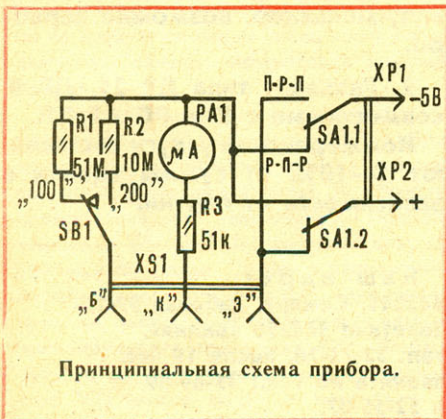 П-Р-П
XP1
R1
R2
PA1
-5В
SA1.1
51М
10М
μA
Р-П-Р
XP2
„100”
„200”
R3
+
SB1
51к
SA1.2
XS1
„Б”
„К”
„Э”
Принципиальная схема прибора.